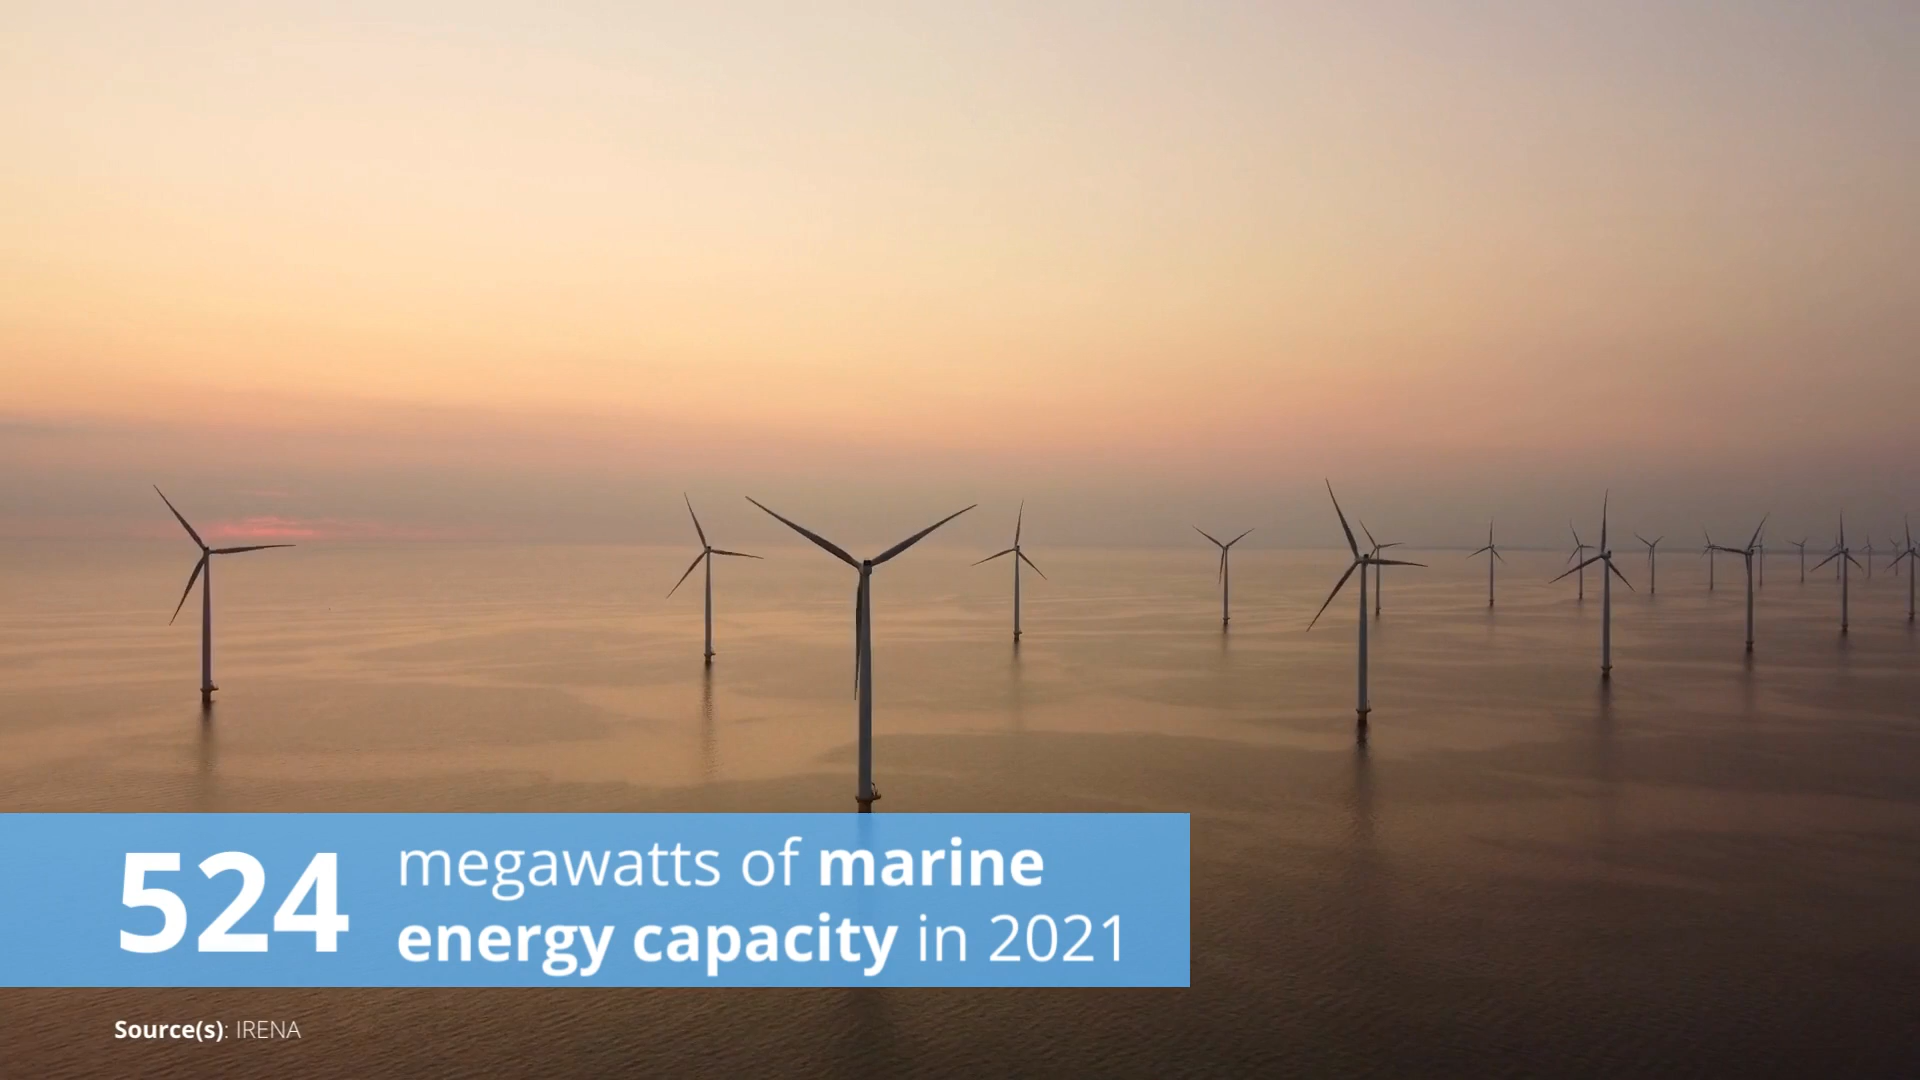 524
megawatts of marine
energy capacity in 2021
Source(s): IRENA